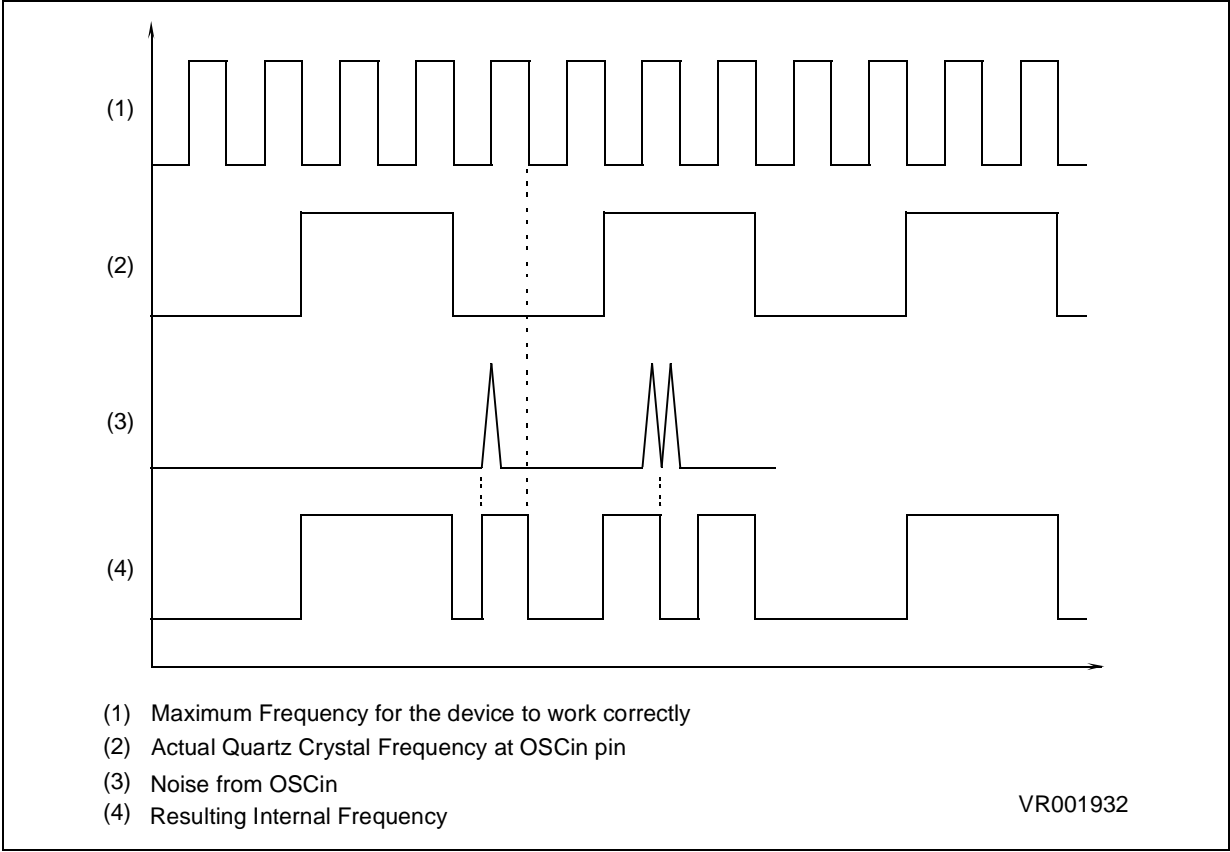 (1)
(2)
(3)
(4)
(1) Maximum Frequency for the device to work correctly
(2) Actual Quartz Crystal Frequency at OSCin pin
(3) Noise from OSCin
(4) Resulting Internal Frequency
VR001932